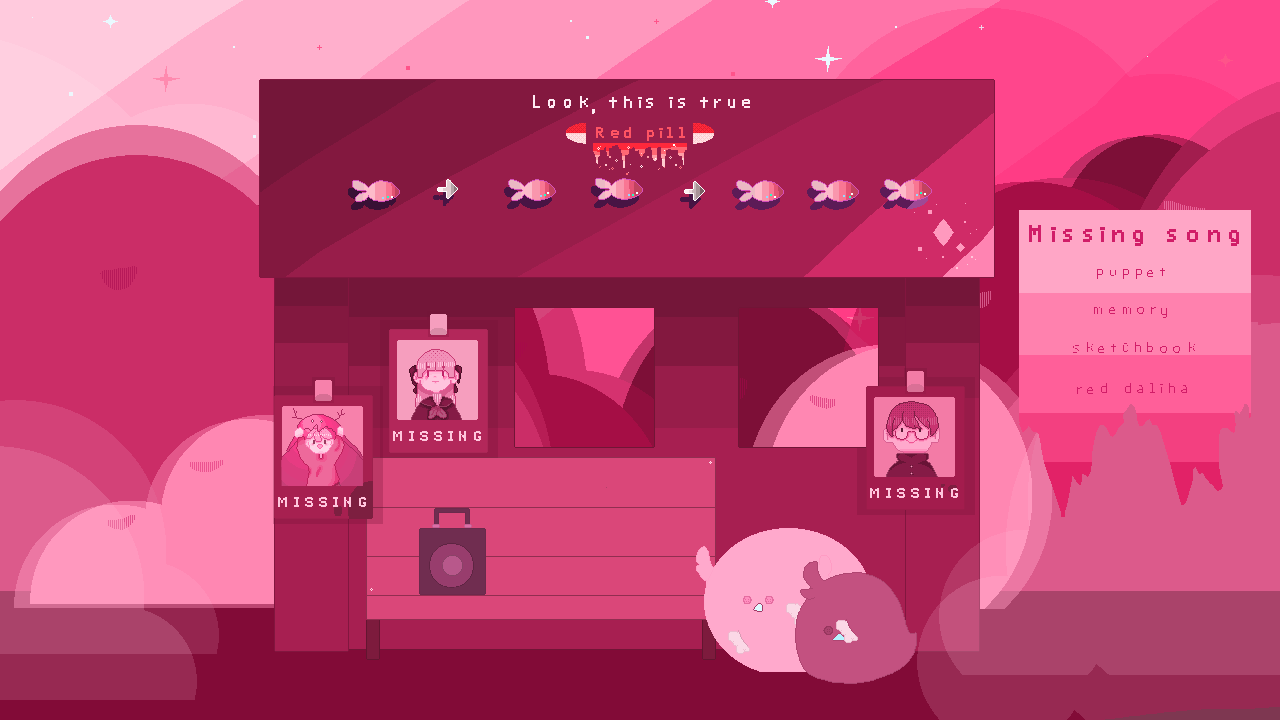 Look, this is true
Red pill
MISSING
MISSING
MISSING
Missing song
puppet
memory
sketchbook
red daliha